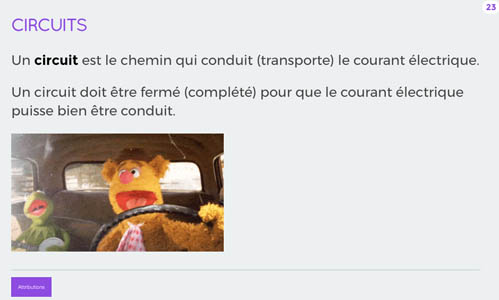 23
CIRCUITS
Un circuit est le chemin qui conduit (transporte) le courant électrique.
Un circuit doit être fermé (complété) pour que le courant électrique
puisse bien être conduit.
Attributions